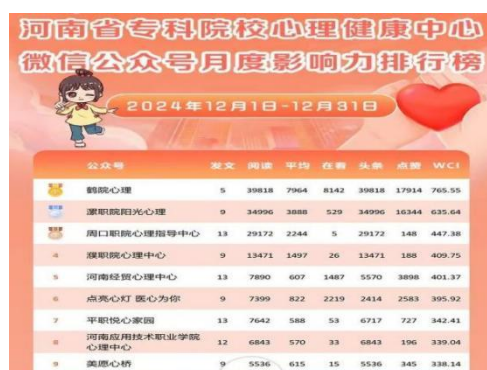 河南省专科院校心理健康中心
微信公众号月度影响力排行榜
2024年12月1日-12月31日
公众号 发文 阅读 平均 在看 头条 点赞 WCI
鹤院心理 5 39818 7964 8142 39818 17914 765.55
漯职院阳光心理 9 34996 3888 529 34996 16344 635.64
周口职院心理指导中心 13 29172 2244 5 29172 148 447.38
4 濮职院心理中心 9 13471 1497 26 13471 188 409.75
5 河南经贸心理中心 13 7890 607 1487 5570 3898 401.37
6 点亮心灯 医心为你 9 7399 822 2219 2414 2583 395.92
7 平职悦心家园 13 7642 588 53 6717 727 342.41
8 河南应用技术职业学院
心理中心 12 6843 570 33 6843 196 339.04
9 美愿心桥 9 5536 615 15 5536 345 338.14